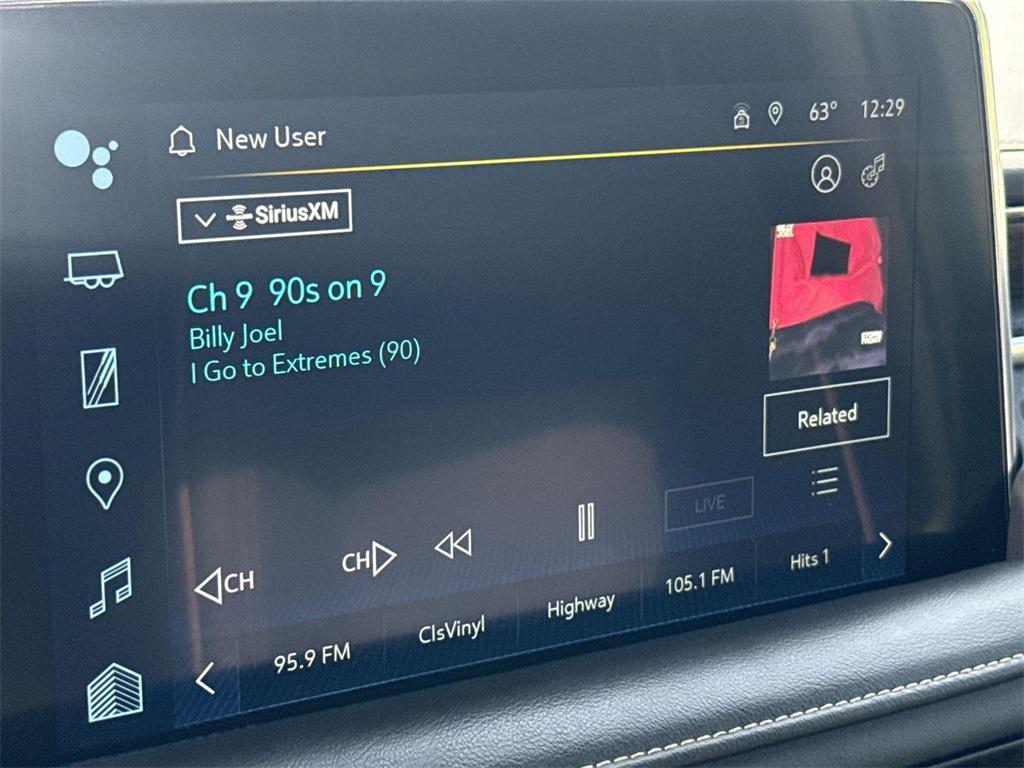 New User
63° 12:29
SiriusXM
Ch 9 90s on 9
Billy Joel
I Go to Extremes (90)
Related
LIVE
CH
CH
95.9 FM
ClsVinyl
Highway
105.1 FM
Hits 1